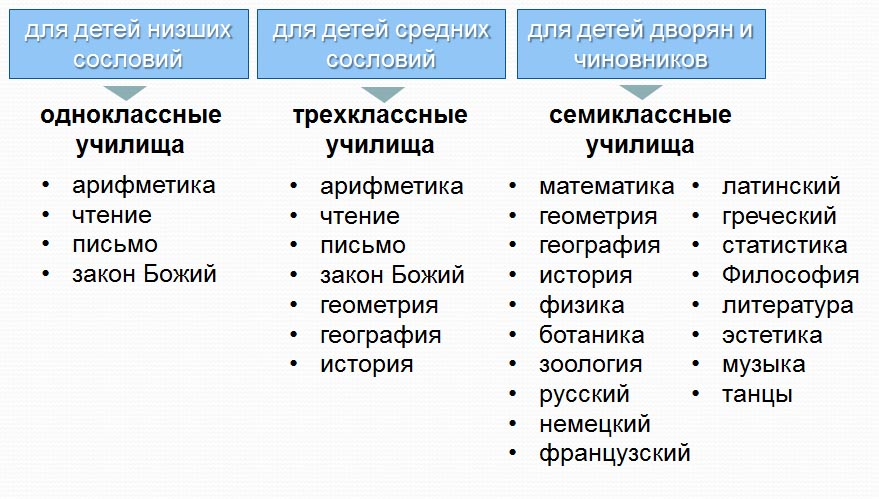 для детей низших
сословий
одноклассные
училища
• арифметика
• чтение
• письмо
• закон Божий
для детей средних
сословий
трехклассные
училища
• арифметика
• чтение
• письмо
• закон Божий
• геометрия
• география
• история
для детей дворян и
чиновников
семиклассные
училища
• математика
• геометрия
• география
• история
• физика
• ботаника
• зоология
• русский
• немецкий
• французский
• латинский
• греческий
• статистика
• Философия
• литература
• эстетика
• музыка
• танцы